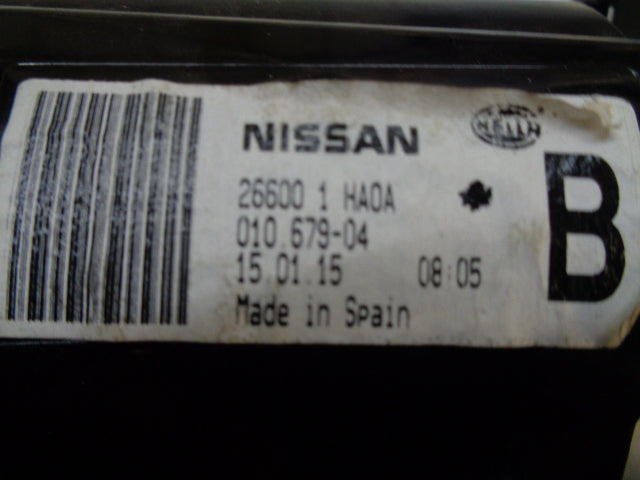 NISSAN
HELLA
26600 1 HA0A
010.679-04
15.01.15 08:05
Made in Spain
B